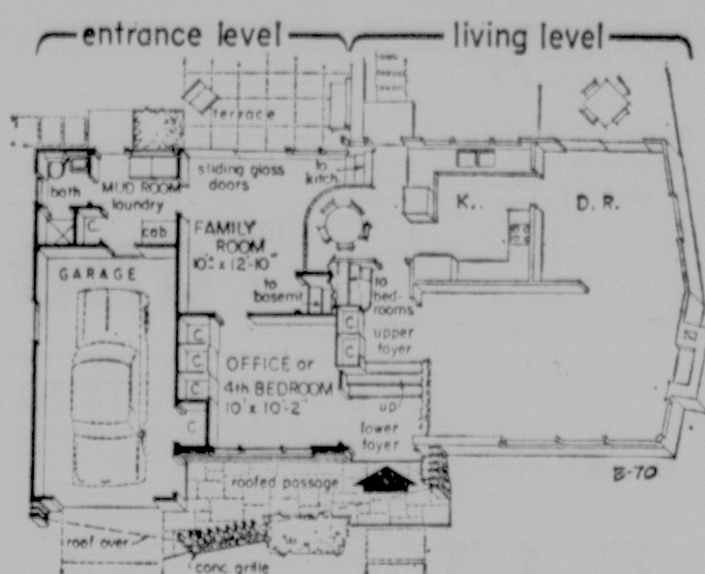 entrance level
living level
terrace
sliding glass
doors
to
kitch.
bath
MUD ROOM
laundry
C
cab
K.
D.R.
FAMILY
ROOM
10' x 12'-10"
GARAGE
to
basemt.
to
bed-
rooms
C
C
upper
foyer
C
C
C
OFFICE or
4th BEDROOM
10' x 10'-2"
C
up
lower
foyer
B-70
roofed passage
roof over
conc grille